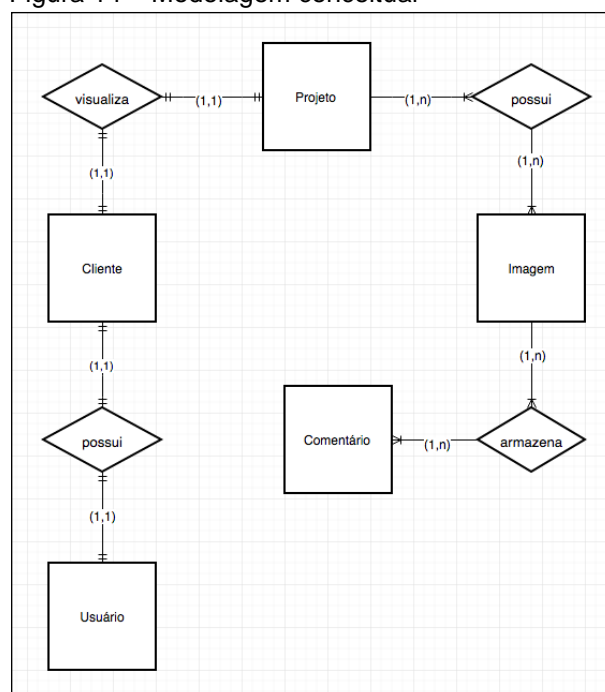 Figura – Modelagem conceitual
visualiza
(1,1)
Projeto
(1,n)
possui
(1,1)
(1,n)
Cliente
Imagem
(1,1)
(1,n)
possui
Comentário
(1,n)
armazena
(1,1)
Usuário